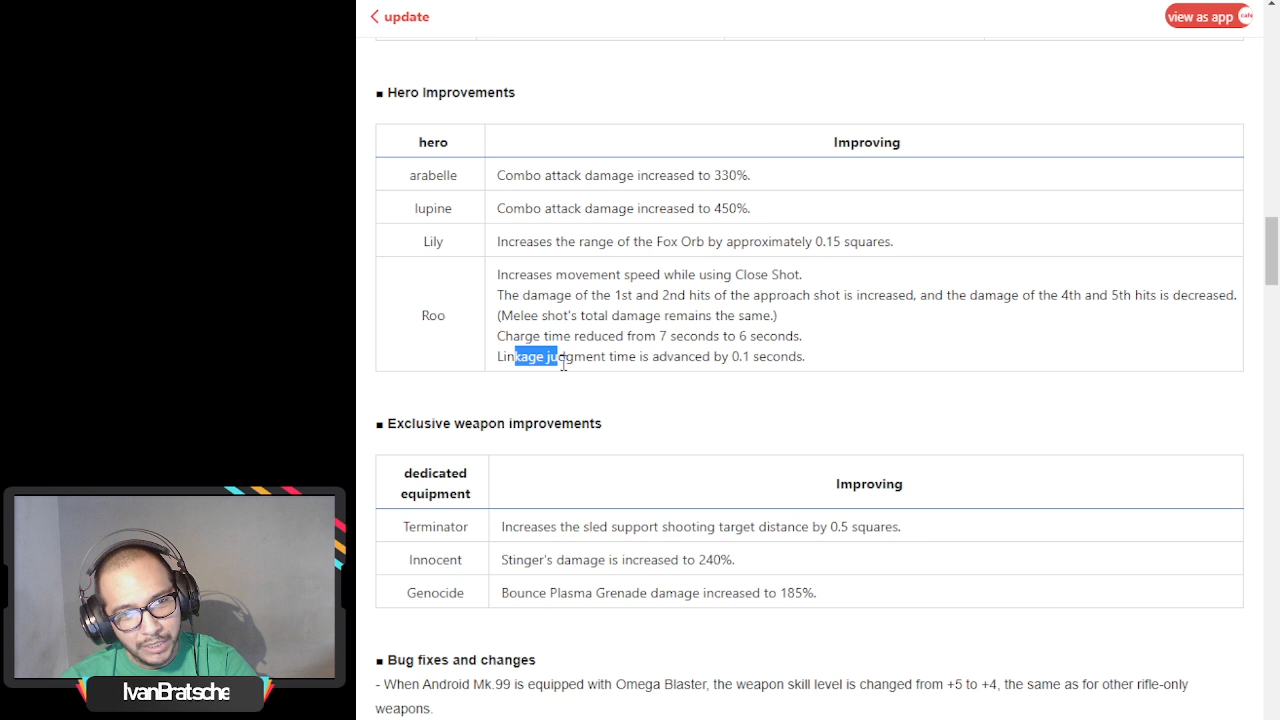 update
view as app
cafe
■ Hero Improvements
hero
Improving
arabelle
Combo attack damage increased to 330%.
lupine
Combo attack damage increased to 450%.
Lily
Increases the range of the Fox Orb by approximately 0.15 squares.
Roo
Increases movement speed while using Close Shot.
The damage of the 1st and 2nd hits of the approach shot is increased, and the damage of the 4th and 5th hits is decreased.
(Melee shot's total damage remains the same.)
Charge time reduced from 7 seconds to 6 seconds.
Linkage judgment time is advanced by 0.1 seconds.
■ Exclusive weapon improvements
dedicated
equipment
Improving
Terminator
Increases the sled support shooting target distance by 0.5 squares.
Innocent
Stinger's damage is increased to 240%.
Genocide
Bounce Plasma Grenade damage increased to 185%.
■ Bug fixes and changes
- When Android Mk.99 is equipped with Omega Blaster, the weapon skill level is changed from +5 to +4, the same as for other rifle-only
weapons.
IvanBratsche